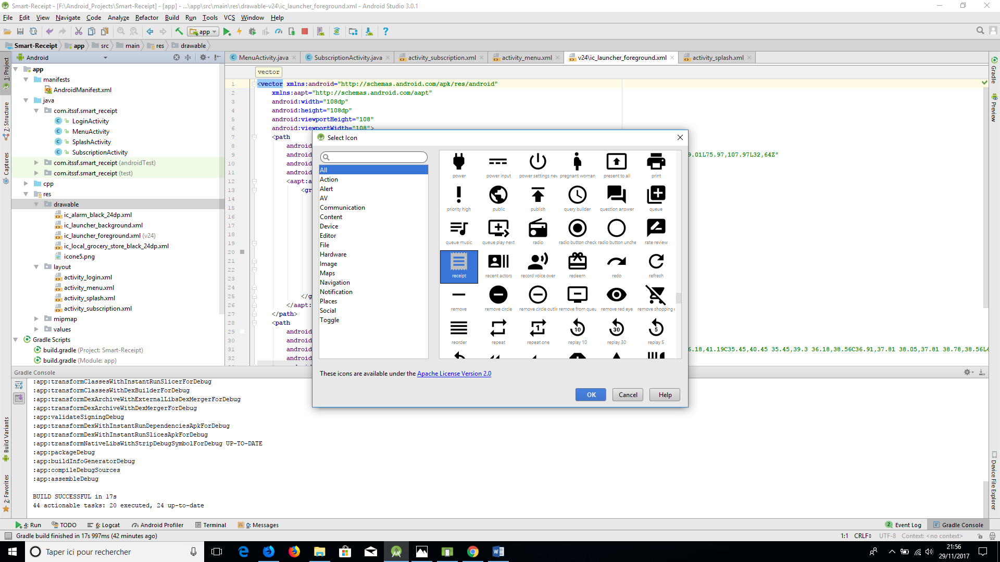 Smart-Receipt - [F:\Android_Projects\Smart-Receipt] - [app] - ...\app\src\main\res\drawable-v24\ic_launcher_foreground.xml - Android Studio 3.0.1
File Edit View Navigate Code Analyze Refactor Build Run Tools VCS Window Help
app
Smart-Receipt app src main res drawable
Android
MenuActivity.java SubscriptionActivity.java activity_subscription.xml activity_menu.xml v24\ic_launcher_foreground.xml activity_splash.xml
1: Project
7: Structure
Captures
Build Variants
2: Favorites
app
manifests
AndroidManifest.xml
java
com.itssf.smart_receipt
LoginActivity
MenuActivity
SplashActivity
SubscriptionActivity
com.itssf.smart_receipt (androidTest)
com.itssf.smart_receipt (test)
cpp
res
drawable
ic_alarm_black_24dp.xml
ic_launcher_background.xml
ic_launcher_foreground.xml (v24)
ic_local_grocery_store_black_24dp.xml
icone5.png
layout
activity_login.xml
activity_menu.xml
activity_splash.xml
activity_subscription.xml
mipmap
values
Gradle Scripts
build.gradle (Project: Smart-Receipt)
build.gradle (Module: app)
vector
1 <vector xmlns:android="http://schemas.android.com/apk/res/android"
2 xmlns:aapt="http://schemas.android.com/aapt"
3 android:width="108dp"
4 android:height="108dp"
5 android:viewportHeight="108"
6 android:viewportWidth="108">
7 <path
8 android
9 android 9.01L75.97,107.97L32,64Z"
10 android
11 android
12 <aapt:a
13 <gr
14
15
16
17
18
19
20
21
22
23
24
25 </g
26 </aapt:
27 </path>
28 <path
29 android
30 android
31 android 6.18,41.19C35.45,40.45 35.45,39.3 36.18,38.56C36.91,37.81 38.05,37.81 38.78,38.56L4
32 android
Select Icon
All
Action
Alert
AV
Communication
Content
Device
Editor
File
Hardware
Image
Maps
Navigation
Notification
Places
Social
Toggle
power power input power settings nev pregnant woman present to all print
priority high public publish query builder question answer queue
queue music queue play next radio radio button check radio button unche rate review
receipt recent actors record voice over redeem redo refresh
remove remove circle remove circle outli remove from queu remove red eye remove shopping c
1 10 30 5
reorder repeat repeat one replay 10 replay 30 replay 5
These icons are available under the Apache License Version 2.0
OK Cancel Help
Gradle
Preview
Device File Explorer
Gradle Console
:app:transformClassesWithInstantRunSlicerForDebug
:app:transformClassesWithDexBuilderForDebug
:app:transformDexArchiveWithExternalLibsDexMergerForDebug
:app:transformDexArchiveWithDexMergerForDebug
:app:validateSigningDebug
:app:transformDexWithInstantRunDependenciesApkForDebug
:app:transformDexWithInstantRunSlicesApkForDebug
:app:transformNativeLibsWithStripDebugSymbolForDebug UP-TO-DATE
:app:packageDebug
:app:buildInfoGeneratorDebug
:app:compileDebugSources
:app:assembleDebug
BUILD SUCCESSFUL in 17s
44 actionable tasks: 20 executed, 24 up-to-date
4: Run TODO 6: Logcat Android Profiler Terminal 0: Messages 2 Event Log Gradle Console
Gradle build finished in 17s 997ms (42 minutes ago) 1:1 CRLF UTF-8 Context: <no context>
Taper ici pour rechercher
21:56
29/11/2017